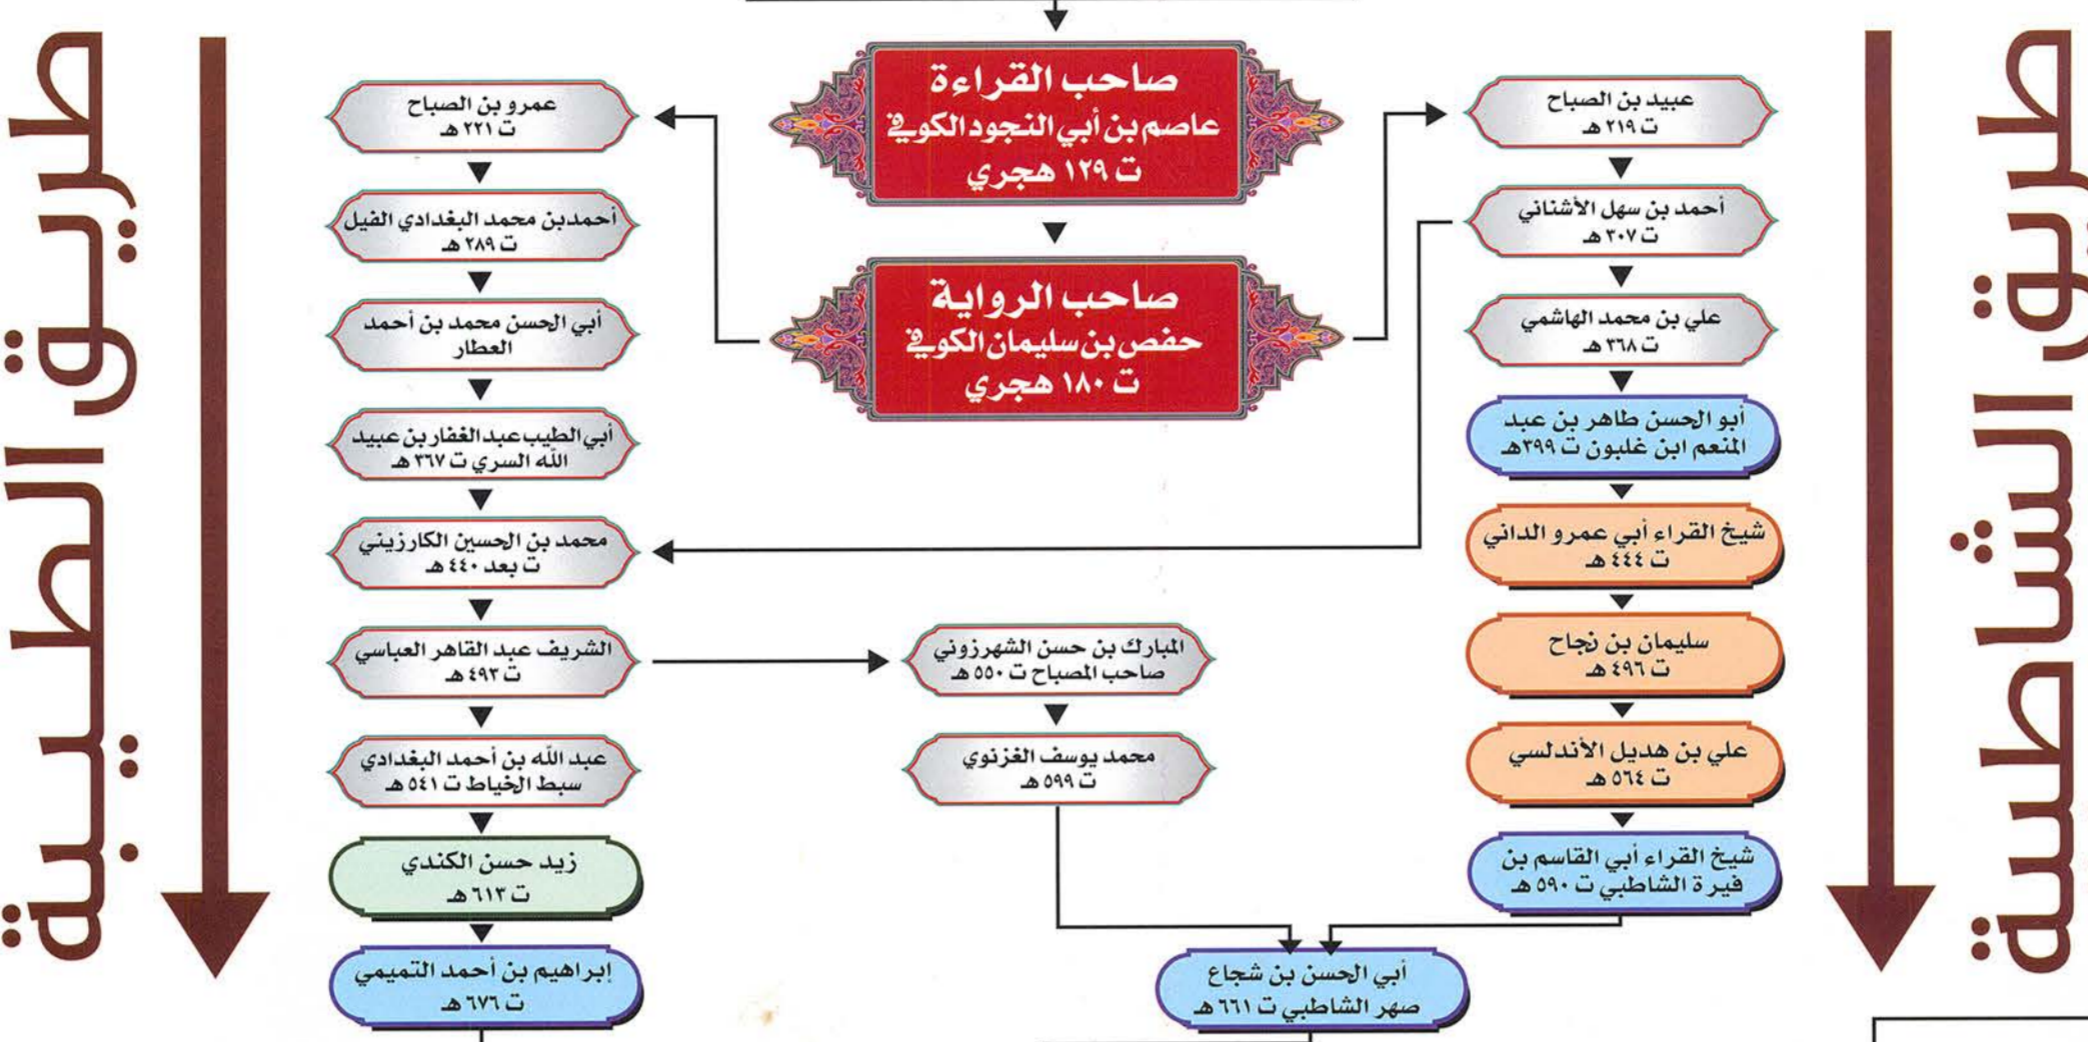 طريق الشاطبية
صاحب القراءة
عاصم بن أبي النجود الكوفي
ت ١٢٩ هجري
صاحب الرواية
حفص بن سليمان الكوفي
ت ١٨٠ هجري
عبيد بن الصباح
ت ٢١٩ هـ
أحمد بن سهل الأشناني
ت ٣٠٧ هـ
علي بن محمد الهاشمي
ت ٣٦٨ هـ
أبو الحسن طاهر بن عبد
المنعم ابن غلبون ت ٣٩٩هـ
شيخ القراء أبي عمرو الداني
ت ٤٤٤ هـ
سليمان بن نجاح
ت ٤٩٦ هـ
علي بن هديل الأندلسي
ت ٥٦٤ هـ
شيخ القراء أبي القاسم بن
فيرة الشاطبي ت ٥٩٠ هـ
المبارك بن حسن الشهرزوني
صاحب المصباح ت ٥٥٠ هـ
محمد يوسف الغزنوي
ت ٥٩٩ هـ
أبي الحسن بن شجاع
صهر الشاطبي ت ٦٦١ هـ
عمرو بن الصباح
ت ٢٢١ هـ
أحمدبن محمد البغدادي الفيل
ت ٢٨٩ هـ
أبي الحسن محمد بن أحمد
العطار
أبي الطيب عبد الغفار بن عبيد
الله السري ت ٣٦٧ هـ
محمد بن الحسين الكارزيني
ت بعد ٤٤٠ هـ
الشريف عبد القاهر العباسي
ت ٤٩٣ هـ
عبد الله بن أحمد البغدادي
سبط الخياط ت ٥٤١ هـ
زيد حسن الكندي
ت ٦١٣ هـ
إبراهيم بن أحمد التميمي
ت ٦٧٦ هـ
طريق الطيبة